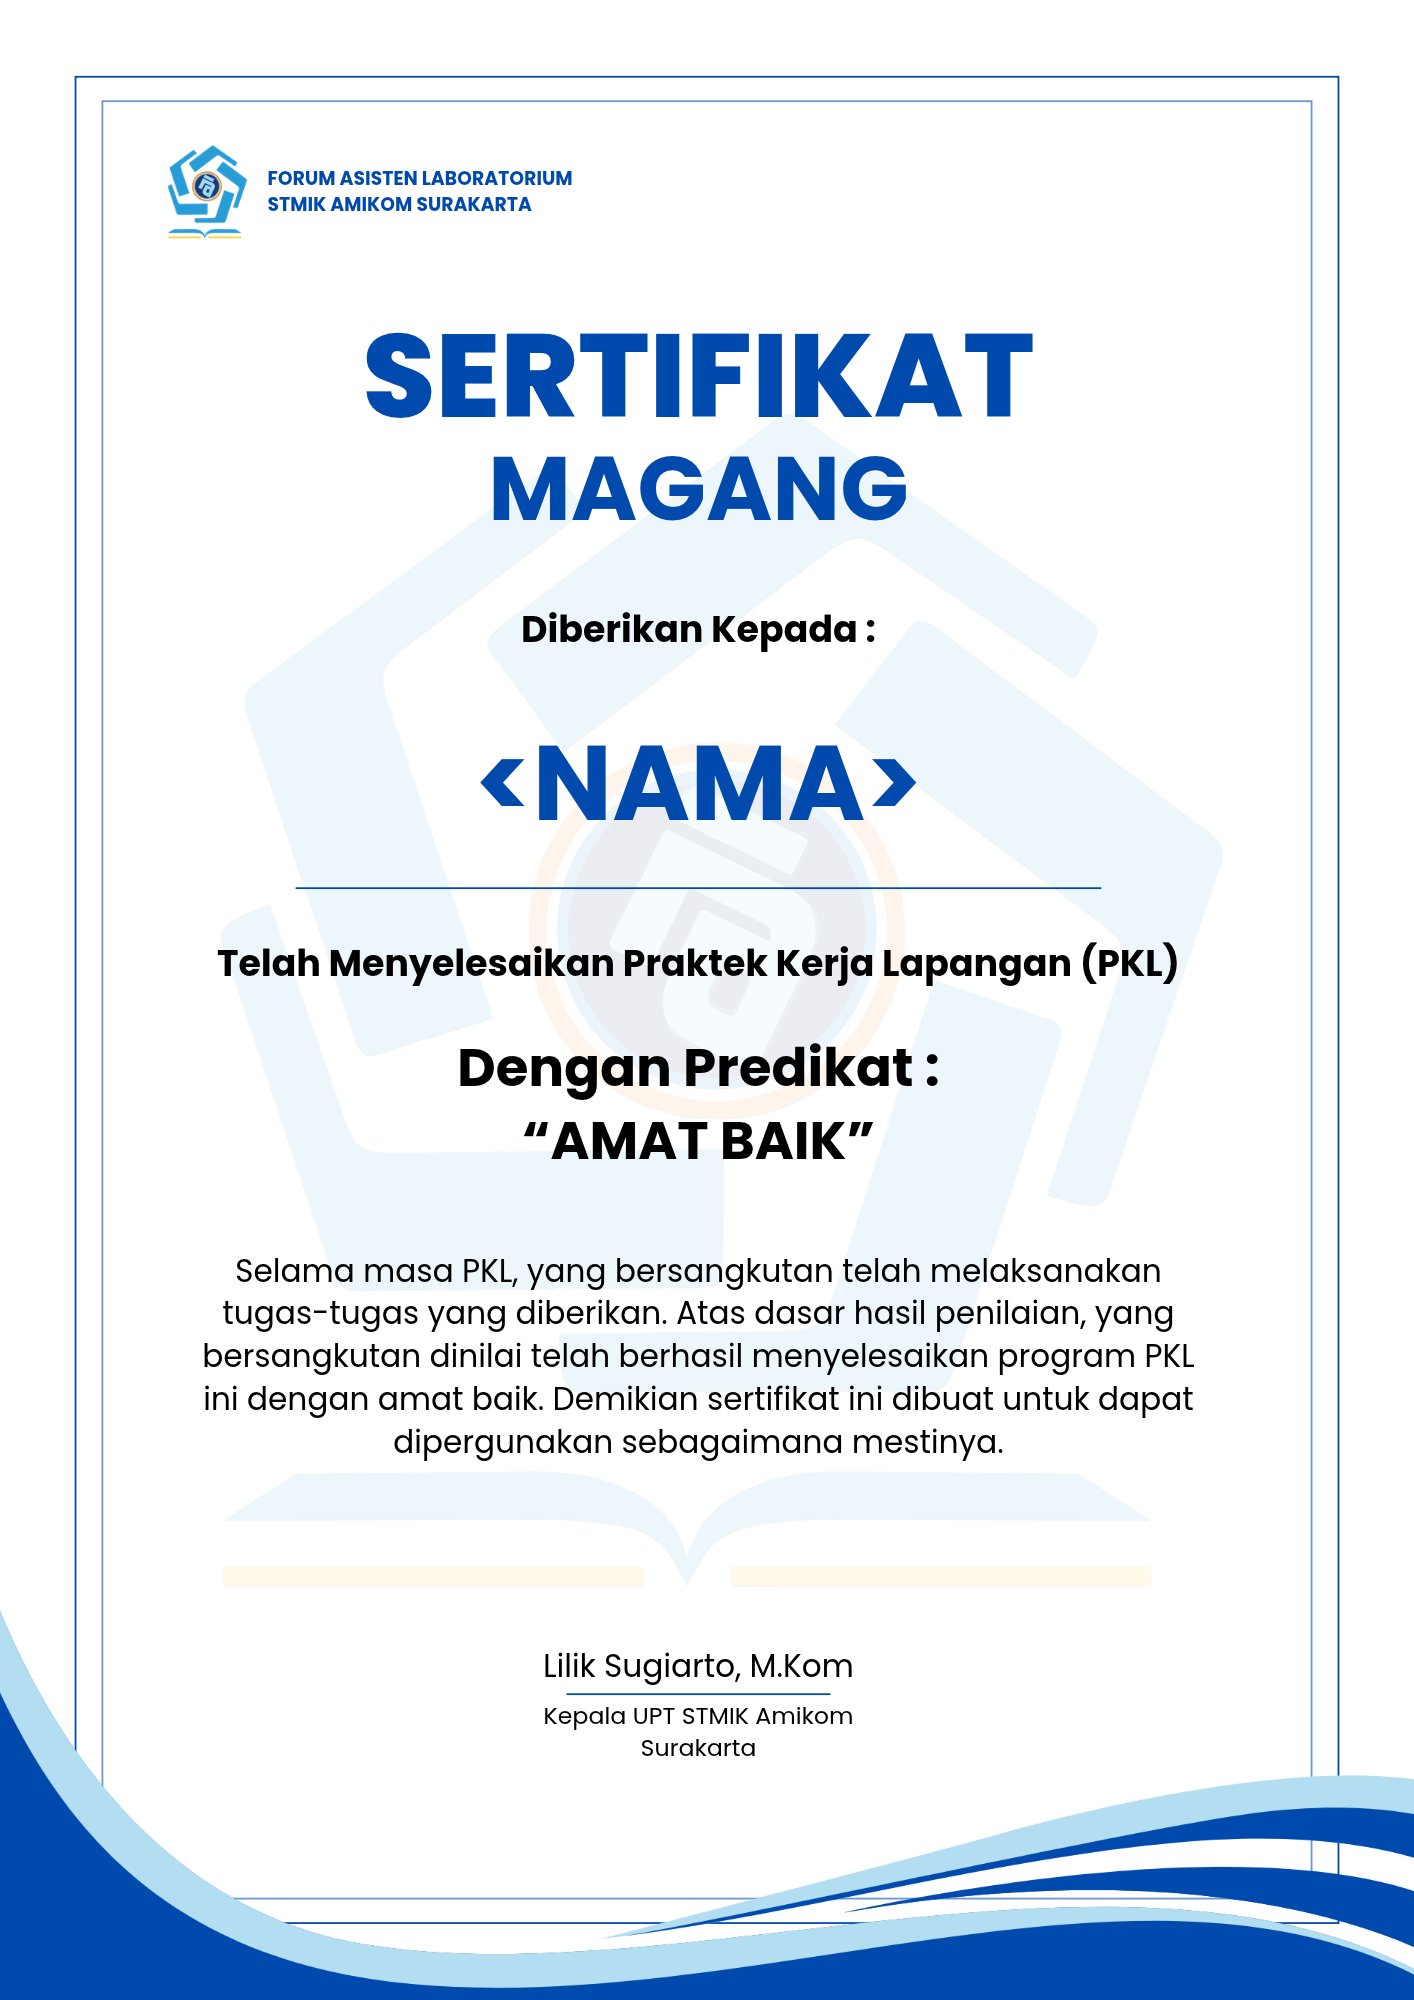 FORUM ASISTEN LABORATORIUM
STMIK AMIKOM SURAKARTA
SERTIFIKAT
MAGANG
Diberikan Kepada :
<NAMA>
Telah Menyelesaikan Praktek Kerja Lapangan (PKL)
Dengan Predikat :
“AMAT BAIK”
Selama masa PKL, yang bersangkutan telah melaksanakan
tugas-tugas yang diberikan. Atas dasar hasil penilaian, yang
bersangkutan dinilai telah berhasil menyelesaikan program PKL
ini dengan amat baik. Demikian sertifikat ini dibuat untuk dapat
dipergunakan sebagaimana mestinya.
Lilik Sugiarto, M.Kom
Kepala UPT STMIK Amikom
Surakarta